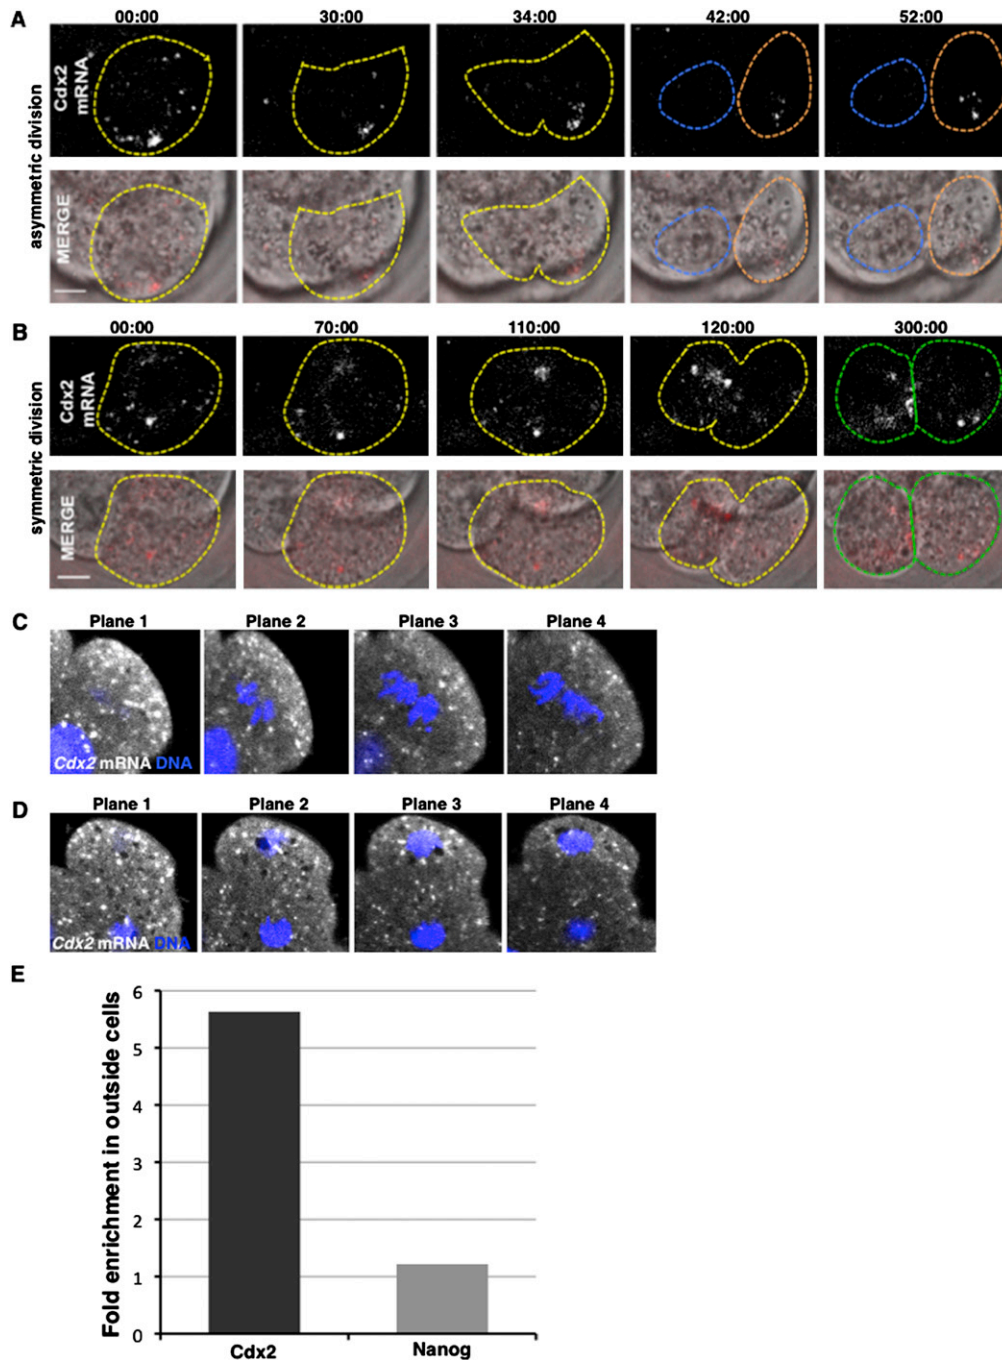 A
00:00 30:00 34:00 42:00 52:00
asymmetric division
Cdx2 mRNA
MERGE
B
00:00 70:00 110:00 120:00 300:00
symmetric division
Cdx2 mRNA
MERGE
C
Plane 1 Plane 2 Plane 3 Plane 4
Cdx2 mRNA DNA
D
Plane 1 Plane 2 Plane 3 Plane 4
Cdx2 mRNA DNA
E
Fold enrichment in outside cells
6
5
4
3
2
1
0
Cdx2 Nanog